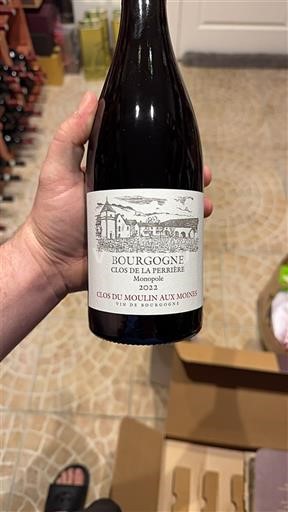 BOURGOGNE
CLOS DE LA PERRIÈRE
Monopole
2022
CLOS DU MOULIN AUX MOINES
VIN DE BOURGOGNE